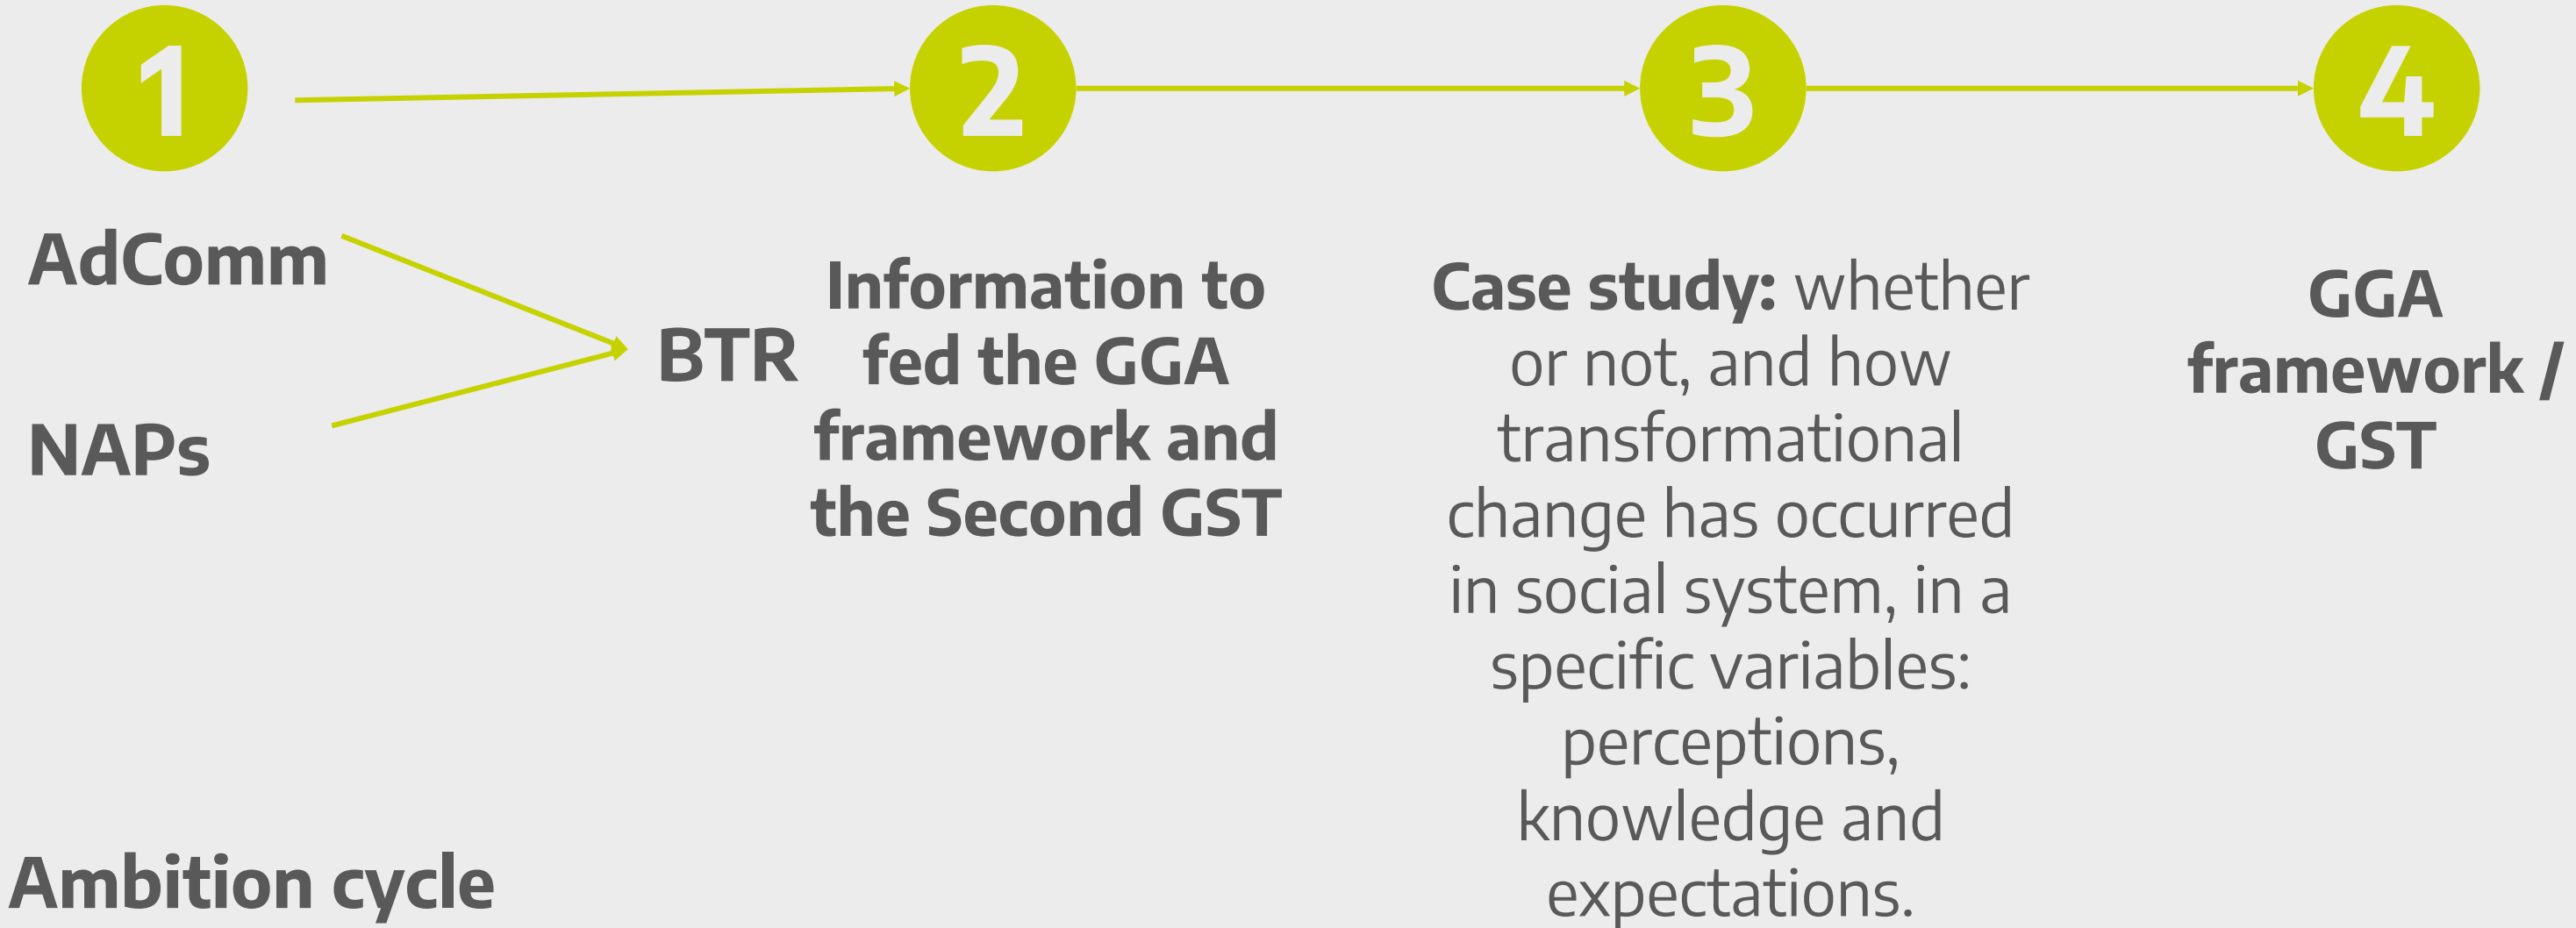 1
2
3
4
AdComm
NAPs
BTR
Information to
fed the GGA
framework and
the Second GST
Case study: whether
or not, and how
transformational
change has occurred
in social system, in a
specific variables:
perceptions,
knowledge and
expectations.
GGA
framework /
GST
Ambition cycle